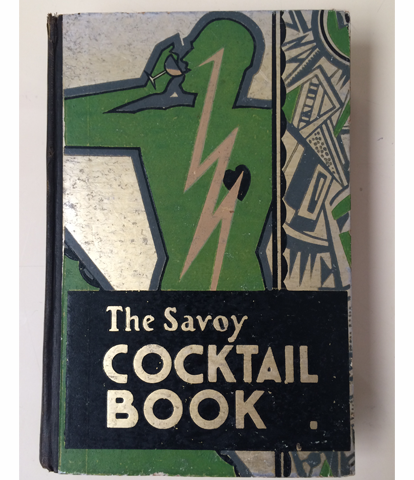 The Savoy
COCKTAIL
BOOK .